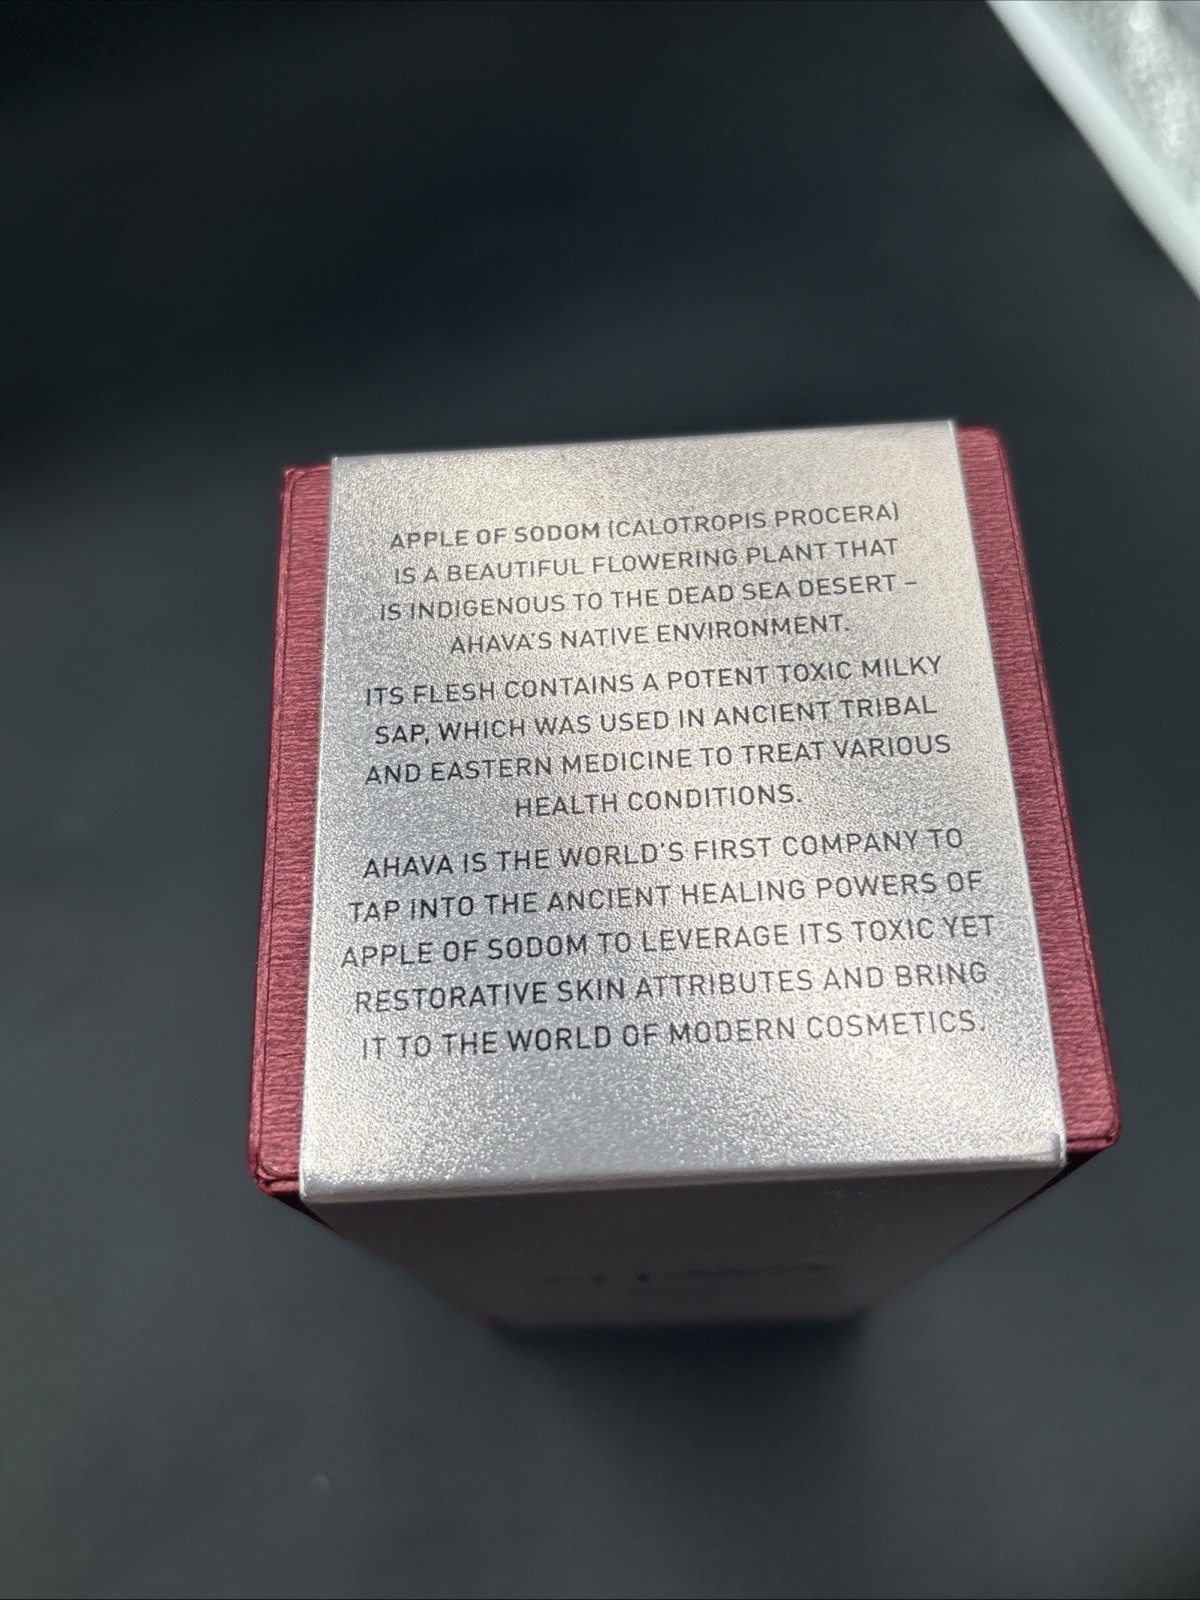 APPLE OF SODOM (CALOTROPIS PROCERA)
IS A BEAUTIFUL FLOWERING PLANT THAT
IS INDIGENOUS TO THE DEAD SEA DESERT –
AHAVA'S NATIVE ENVIRONMENT.
ITS FLESH CONTAINS A POTENT TOXIC MILKY
SAP, WHICH WAS USED IN ANCIENT TRIBAL
AND EASTERN MEDICINE TO TREAT VARIOUS
HEALTH CONDITIONS.
AHAVA IS THE WORLD'S FIRST COMPANY TO
TAP INTO THE ANCIENT HEALING POWERS OF
APPLE OF SODOM TO LEVERAGE ITS TOXIC YET
RESTORATIVE SKIN ATTRIBUTES AND BRING
IT TO THE WORLD OF MODERN COSMETICS.